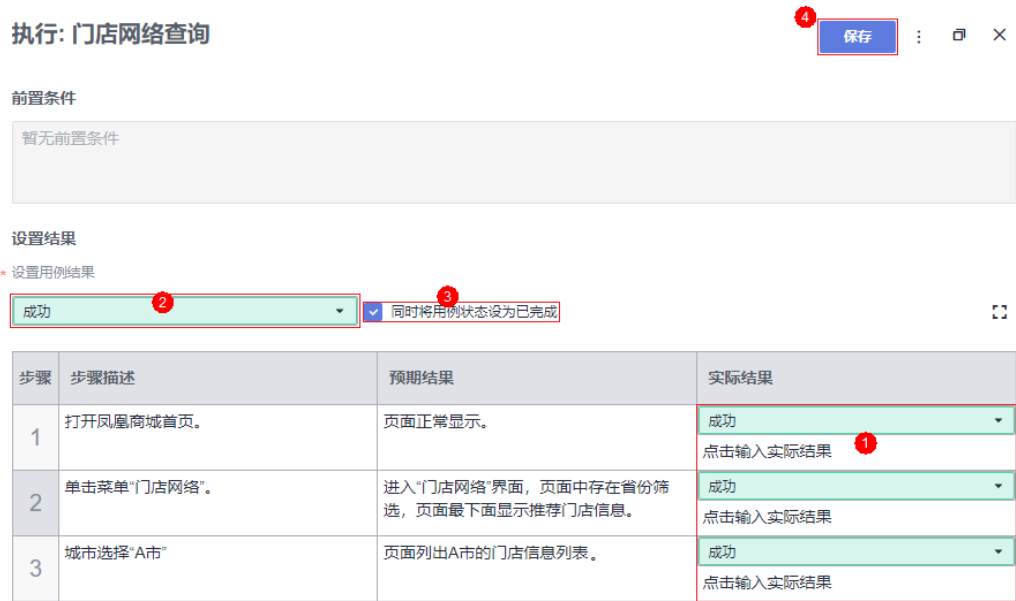 执行: 门店网络查询
4
保存
前置条件
暂无前置条件
设置结果
* 设置用例结果
成功
2
3
同时将用例状态设为已完成
步骤 步骤描述 预期结果 实际结果
1 打开凤凰商城首页。 页面正常显示。 成功
点击输入实际结果
1
2 单击菜单“门店网络”。 进入“门店网络”界面，页面中存在省份筛 成功
选，页面最下面显示推荐门店信息。 点击输入实际结果
3 城市选择“A市” 页面列出A市的门店信息列表。 成功
点击输入实际结果